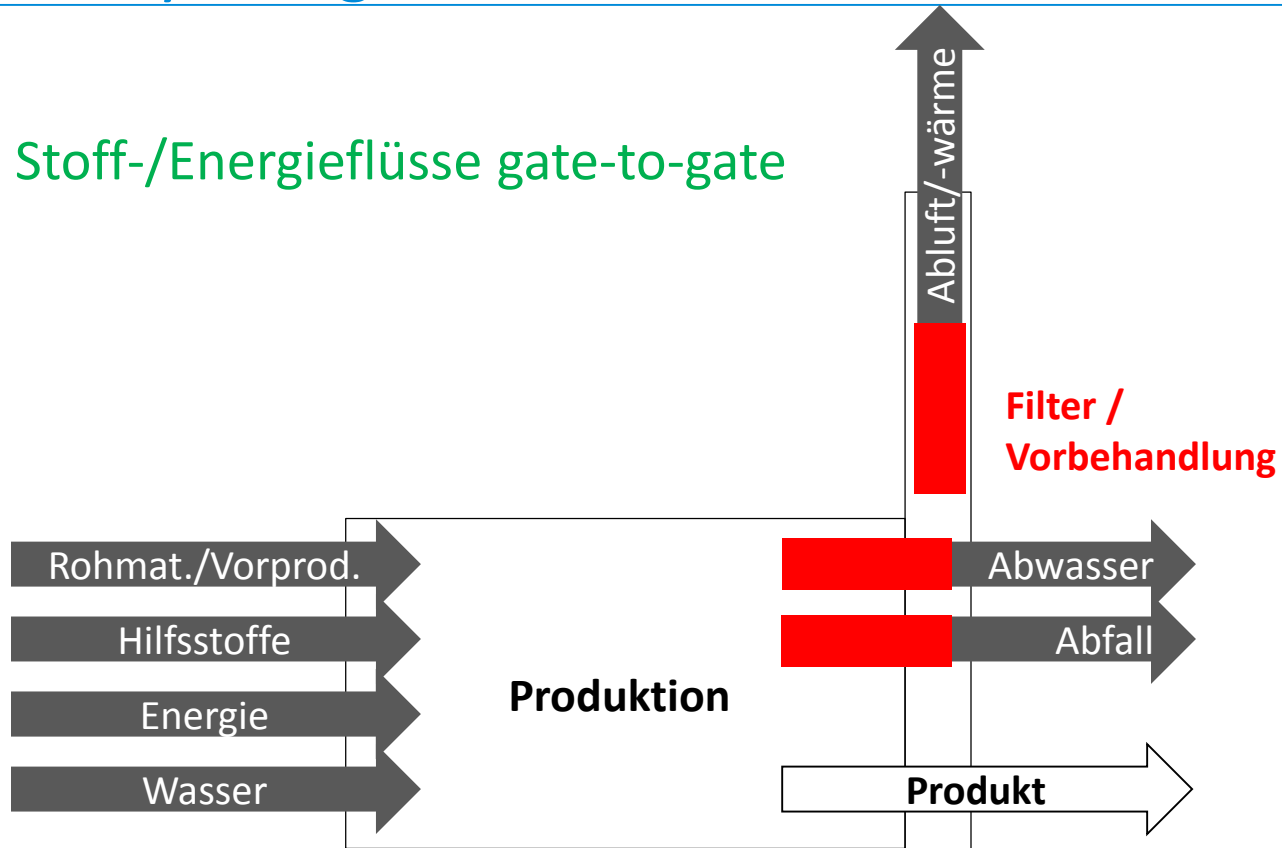 Stoff-/Energieflüsse gate-to-gate
Abluft/-wärme
Filter /
Vorbehandlung
Rohmat./Vorprod.
Hilfsstoffe
Energie
Wasser
Produktion
Abwasser
Abfall
Produkt